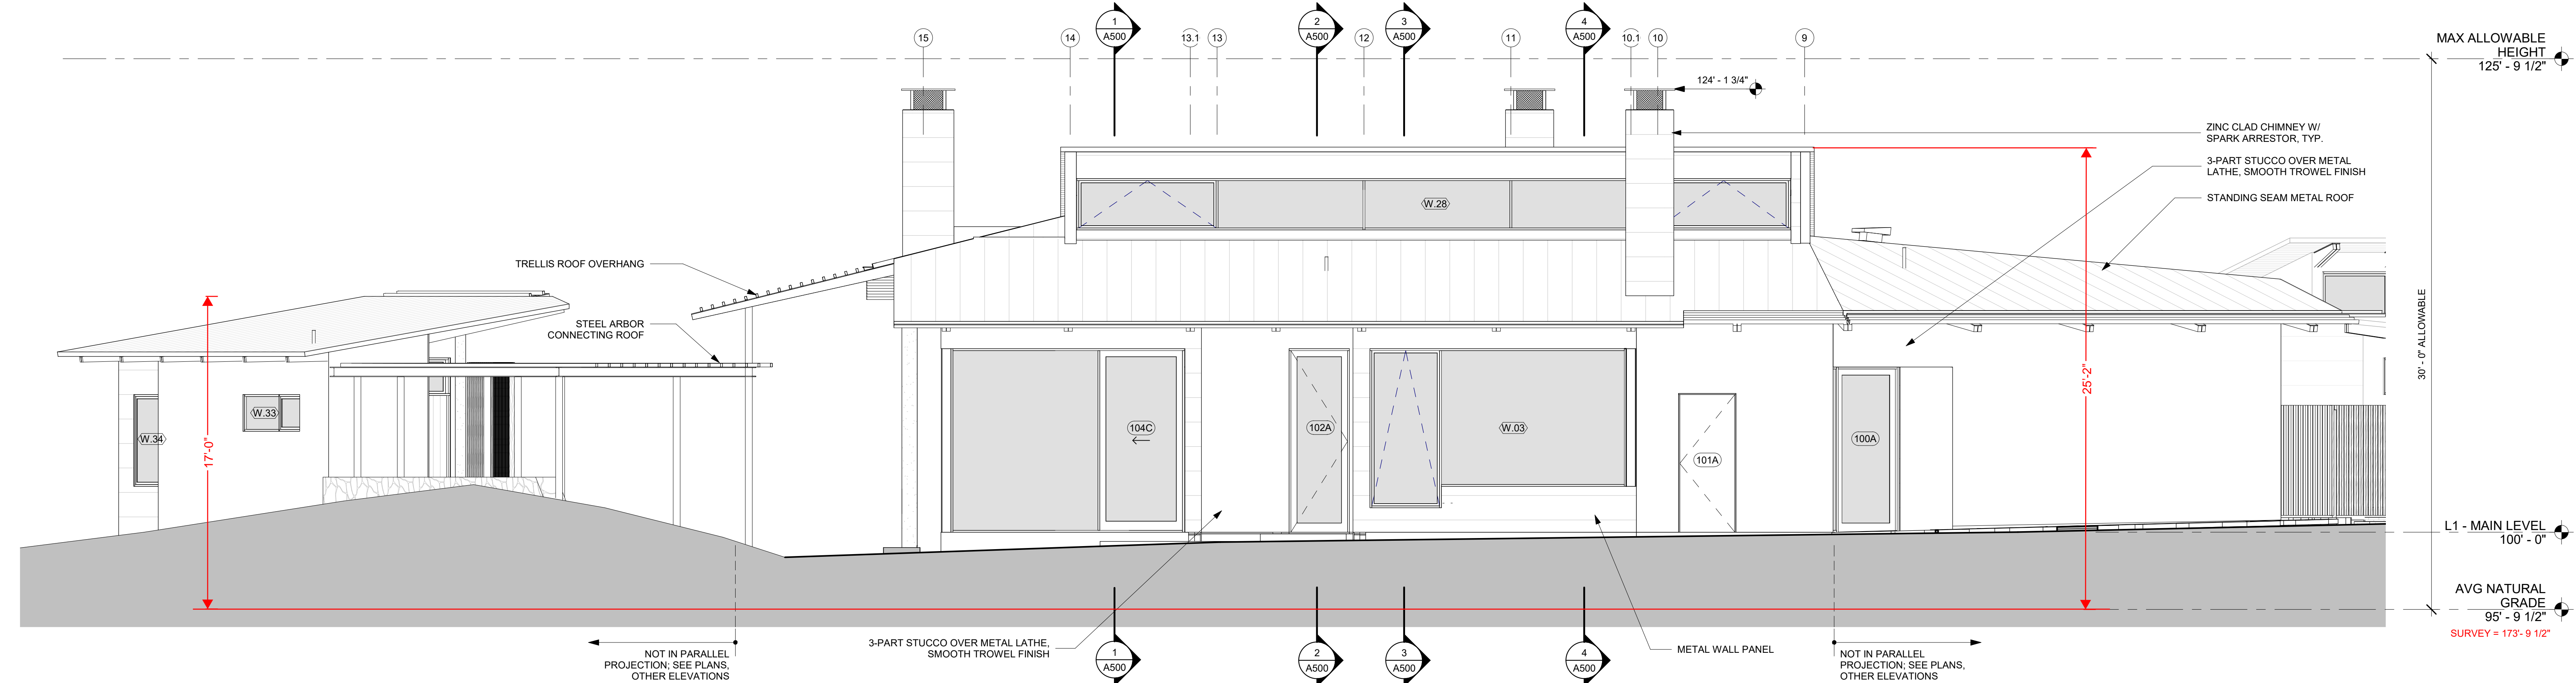 1
A500
2
A500
3
A500
4
A500
15
14
13.1
13
12
11
10.1
10
9
MAX ALLOWABLE
HEIGHT
125' - 9 1/2"
124' - 1 3/4"
ZINC CLAD CHIMNEY W/
SPARK ARRESTOR, TYP.
3-PART STUCCO OVER METAL
LATHE, SMOOTH TROWEL FINISH
STANDING SEAM METAL ROOF
W.28
TRELLIS ROOF OVERHANG
STEEL ARBOR
CONNECTING ROOF
30' - 0" ALLOWABLE
25'-2"
17'-0"
W.34
W.33
104C
102A
W.03
101A
100A
L1 - MAIN LEVEL
100' - 0"
AVG NATURAL
GRADE
95' - 9 1/2"
SURVEY = 173'- 9 1/2"
NOT IN PARALLEL
PROJECTION; SEE PLANS,
OTHER ELEVATIONS
3-PART STUCCO OVER METAL LATHE,
SMOOTH TROWEL FINISH
1
A500
2
A500
3
A500
4
A500
METAL WALL PANEL
NOT IN PARALLEL
PROJECTION; SEE PLANS,
OTHER ELEVATIONS